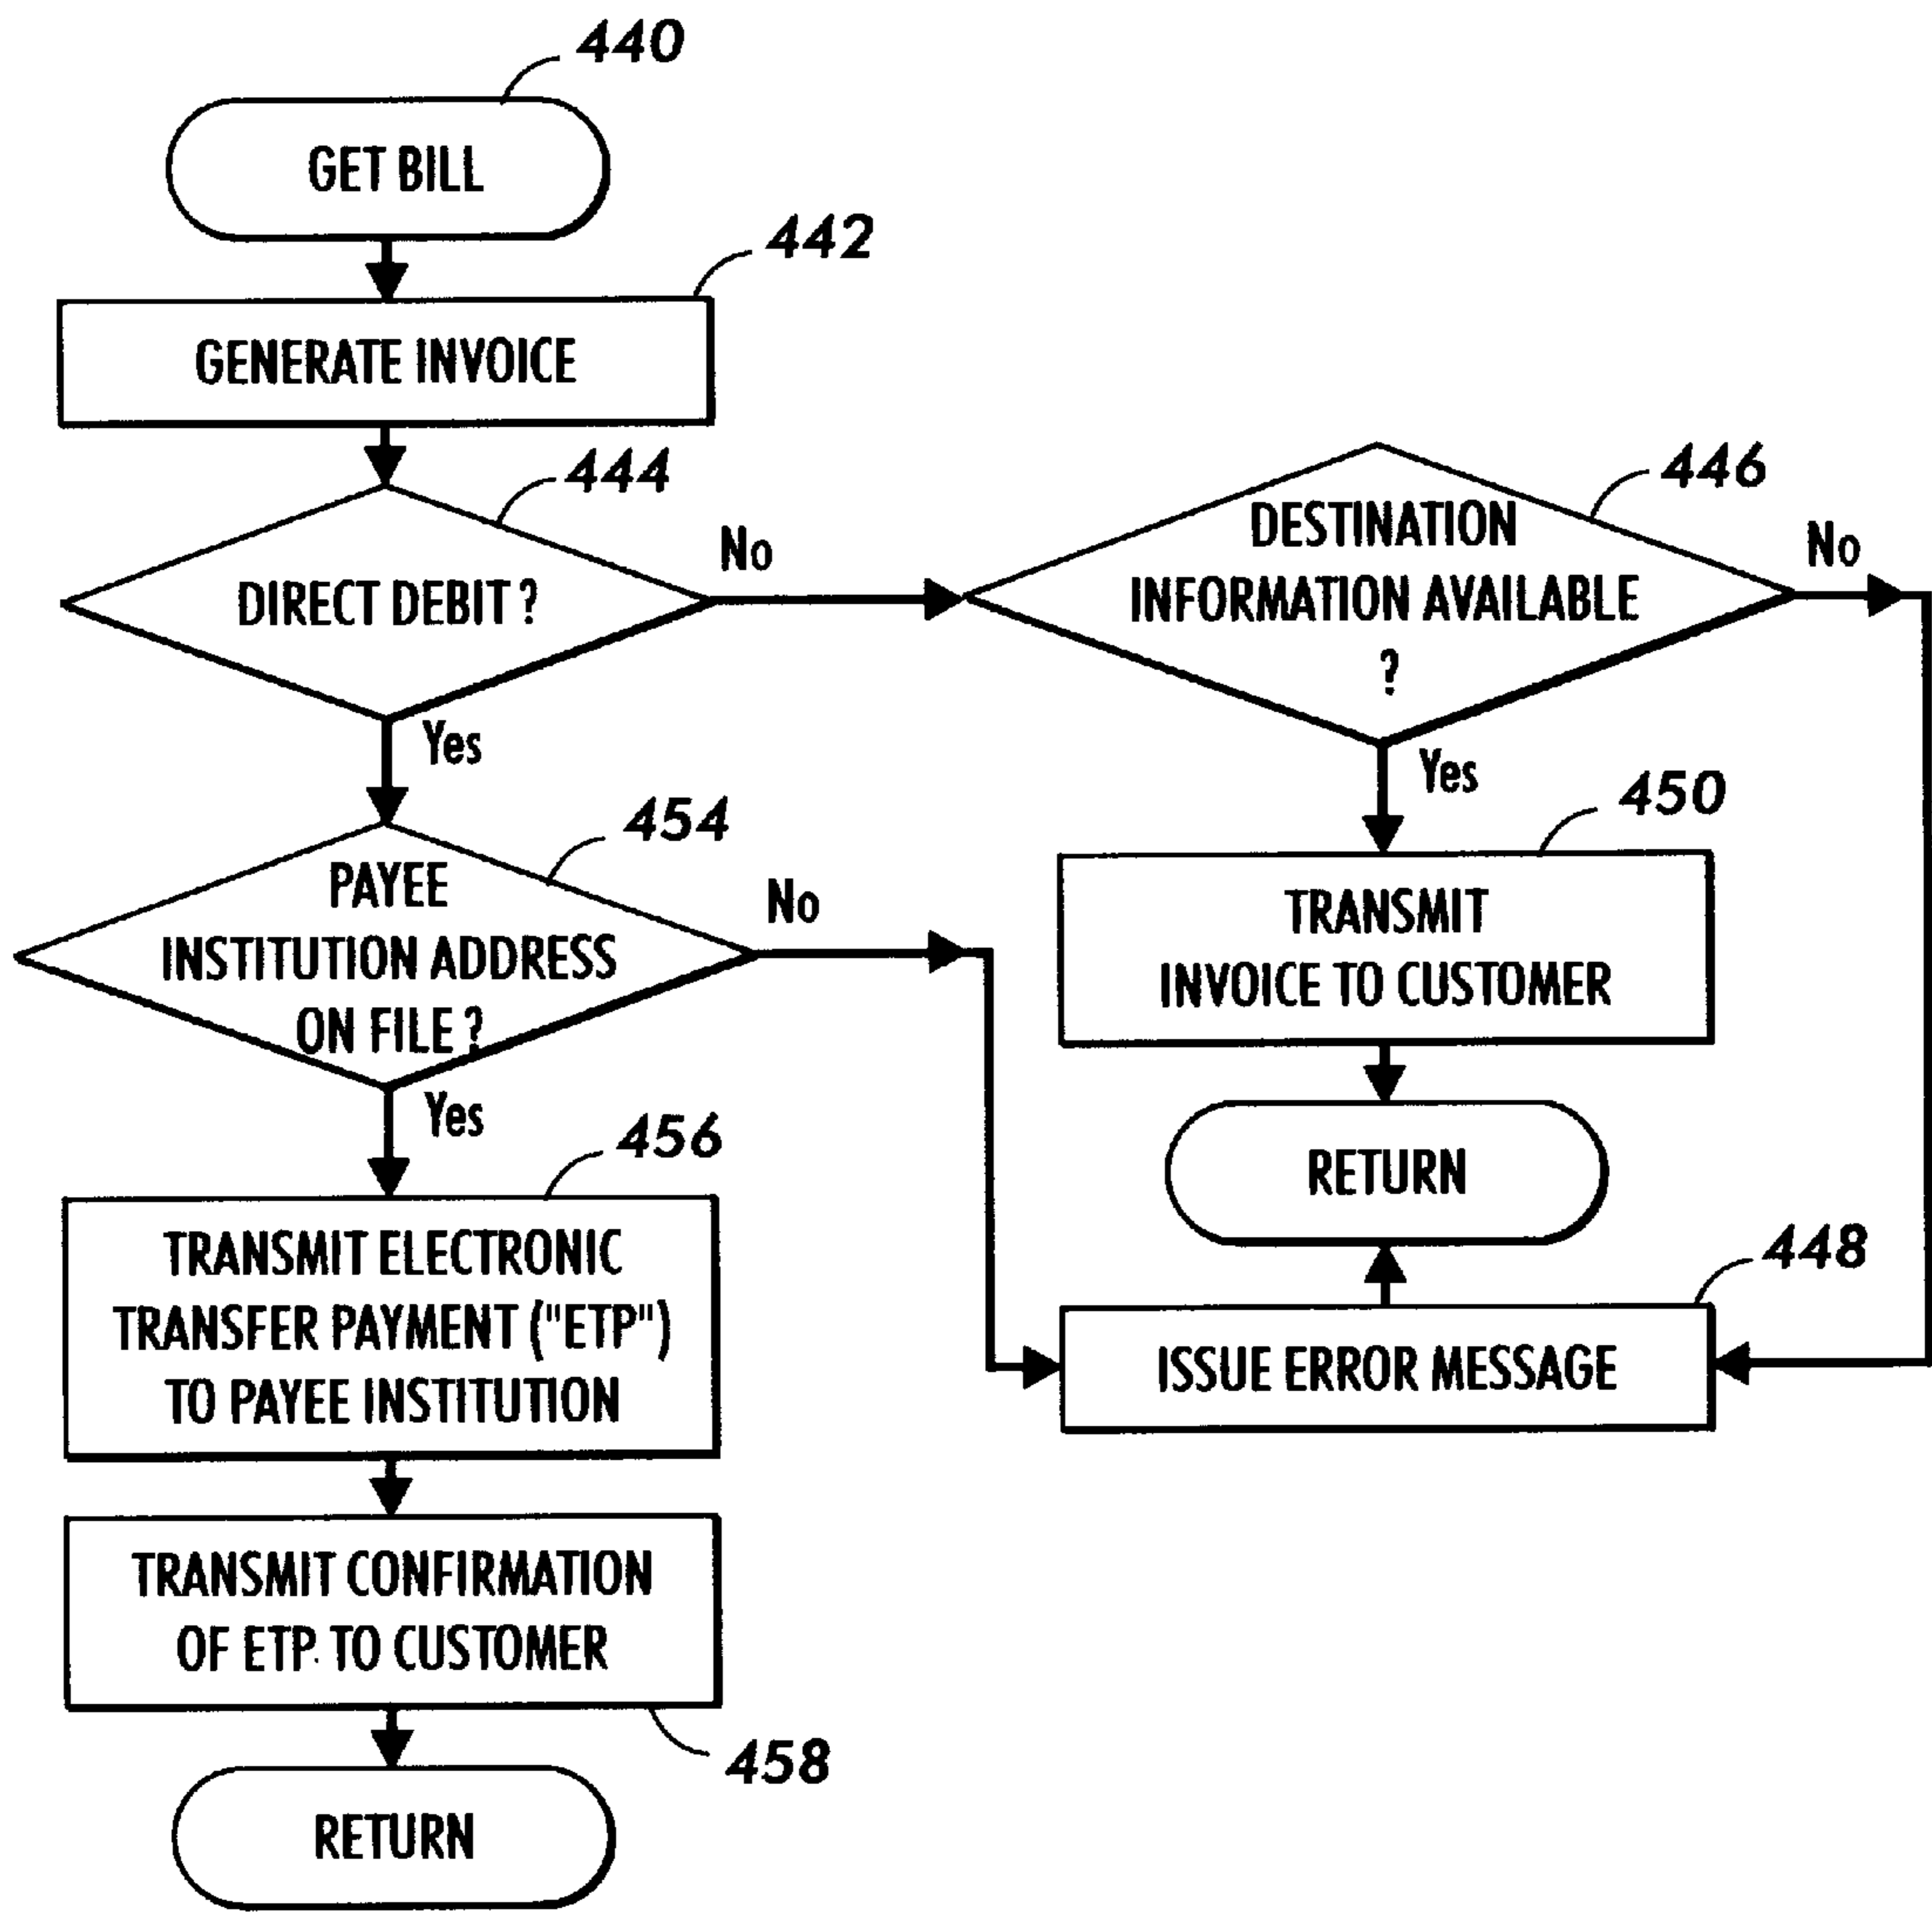 440
GET BILL
442
GENERATE INVOICE
444
DIRECT DEBIT ?
No
Yes
446
DESTINATION
INFORMATION AVAILABLE
?
No
Yes
454
PAYEE
INSTITUTION ADDRESS
ON FILE ?
No
Yes
450
TRANSMIT
INVOICE TO CUSTOMER
RETURN
448
ISSUE ERROR MESSAGE
456
TRANSMIT ELECTRONIC
TRANSFER PAYMENT ("ETP")
TO PAYEE INSTITUTION
TRANSMIT CONFIRMATION
OF ETP. TO CUSTOMER
458
RETURN